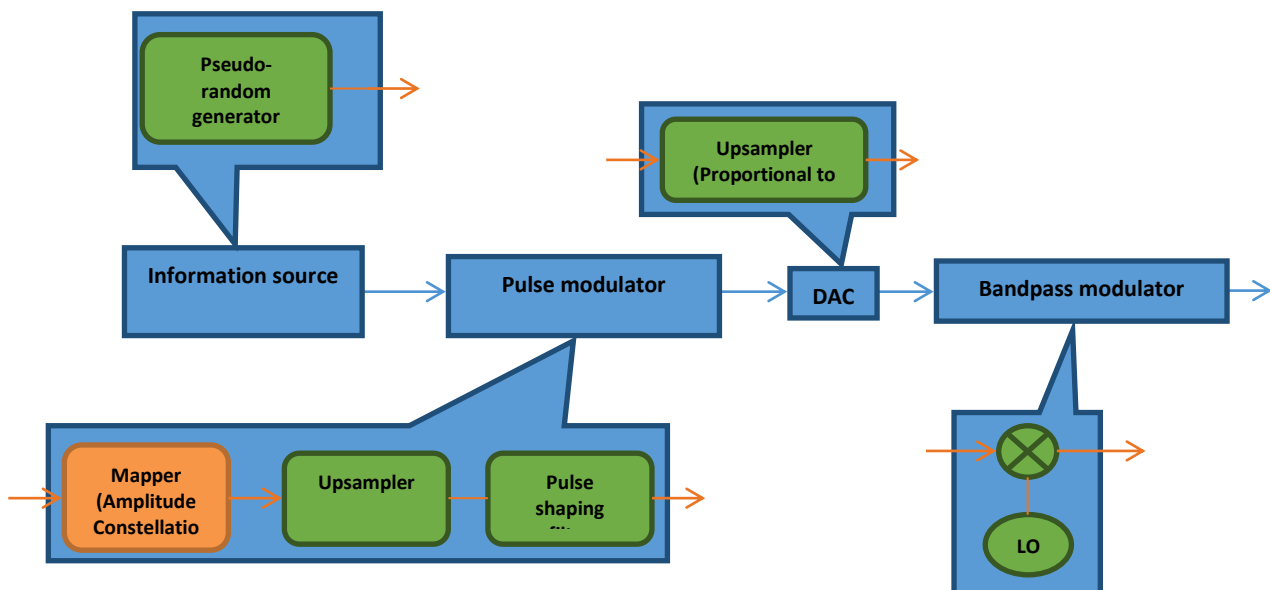 Pseudo-
random
generator
Upsampler
(Proportional to
Information source
Pulse modulator
DAC
Bandpass modulator
Mapper
(Amplitude
Constellatio
Upsampler
Pulse
shaping
LO